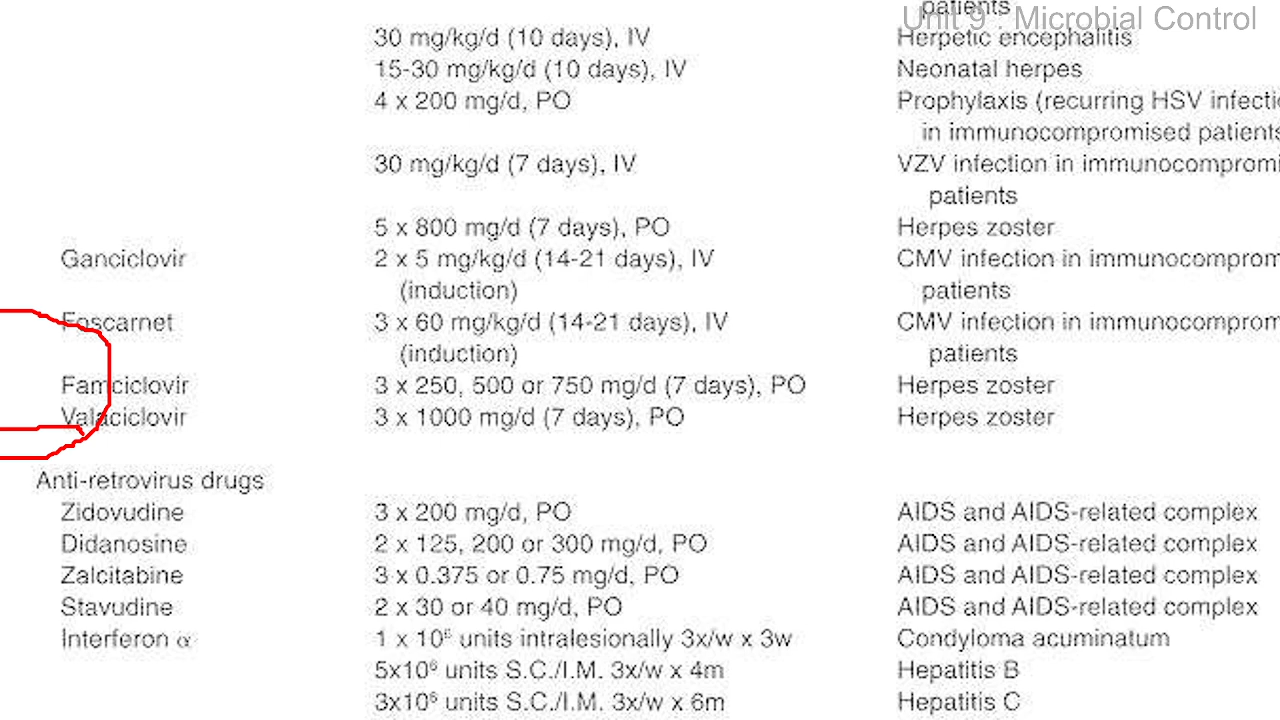 patients
Unit 9 : Microbial Control
30 mg/kg/d (10 days), IV Herpetic encephalitis
15-30 mg/kg/d (10 days), IV Neonatal herpes
4 x 200 mg/d, PO Prophylaxis (recurring HSV infecti
in immunocompromised patients
30 mg/kg/d (7 days), IV VZV infection in immunocompromi
patients
5 x 800 mg/d (7 days), PO Herpes zoster
Ganciclovir 2 x 5 mg/kg/d (14-21 days), IV CMV infection in immunocomprom
(induction) patients
Foscarnet 3 x 60 mg/kg/d (14-21 days), IV CMV infection in immunocomprom
(induction) patients
Famciclovir 3 x 250, 500 or 750 mg/d (7 days), PO Herpes zoster
Valaciclovir 3 x 1000 mg/d (7 days), PO Herpes zoster
Anti-retrovirus drugs
Zidovudine 3 x 200 mg/d, PO AIDS and AIDS-related complex
Didanosine 2 x 125, 200 or 300 mg/d, PO AIDS and AIDS-related complex
Zalcitabine 3 x 0.375 or 0.75 mg/d, PO AIDS and AIDS-related complex
Stavudine 2 x 30 or 40 mg/d, PO AIDS and AIDS-related complex
Interferon α 1 x 10⁶ units intralesionally 3x/w x 3w Condyloma acuminatum
5x10⁶ units S.C./I.M. 3x/w x 4m Hepatitis B
3x10⁶ units S.C./I.M. 3x/w x 6m Hepatitis C